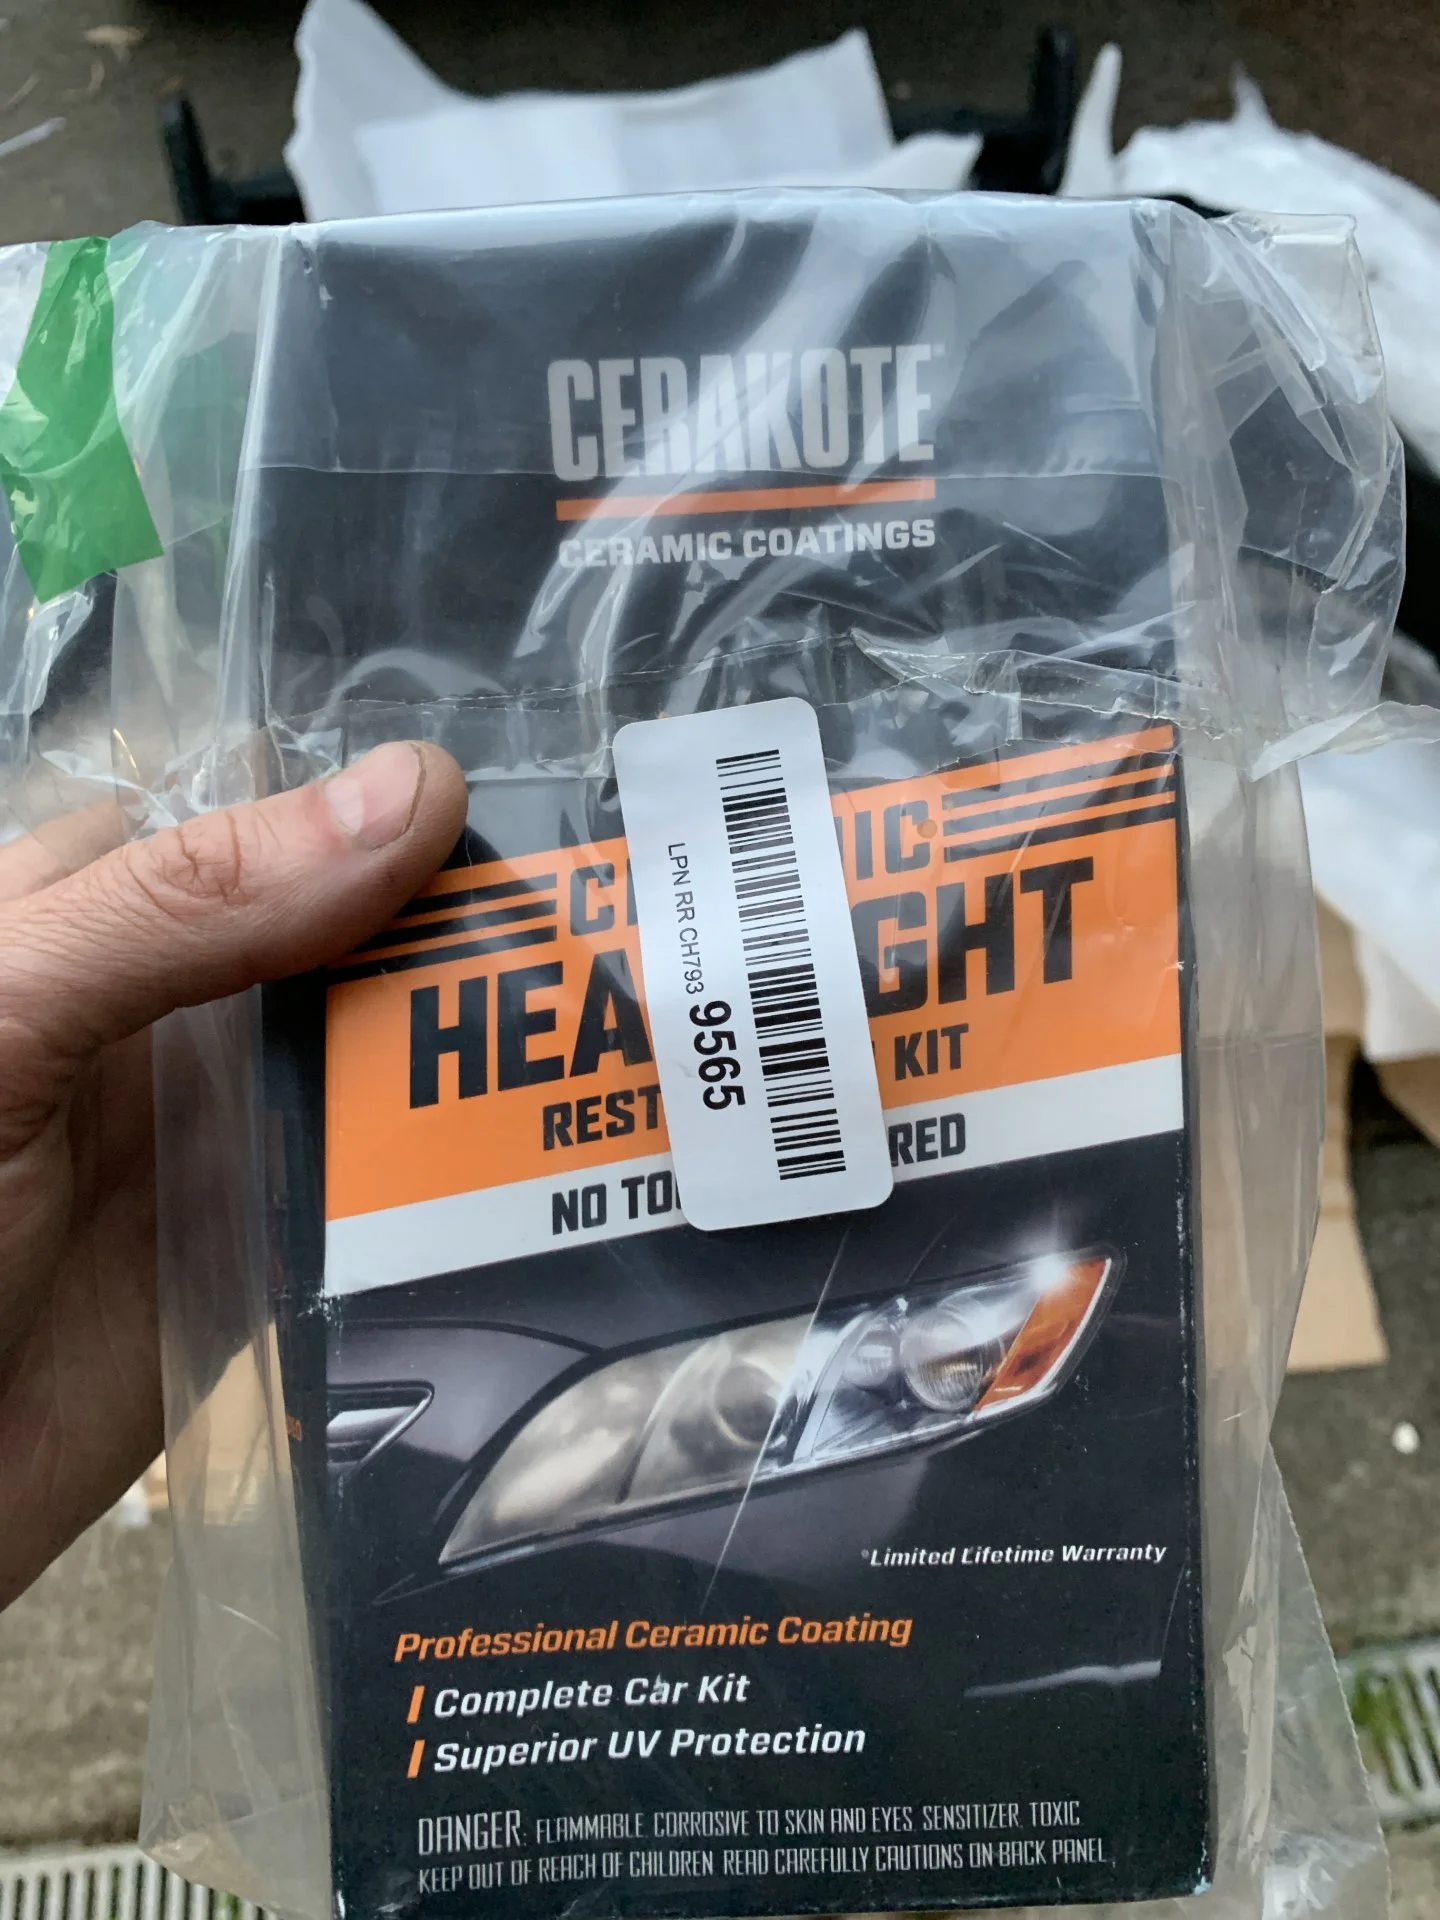 CERAKOTE
CERAMIC COATINGS
LPN RR CH793 9565
C IC
HEA GHT
REST KIT
NO TO RED
*Limited Lifetime Warranty
Professional Ceramic Coating
Complete Car Kit
Superior UV Protection
DANGER: FLAMMABLE. CORROSIVE TO SKIN AND EYES. SENSITIZER. TOXIC
KEEP OUT OF REACH OF CHILDREN. READ CAREFULLY CAUTIONS ON BACK PANEL.